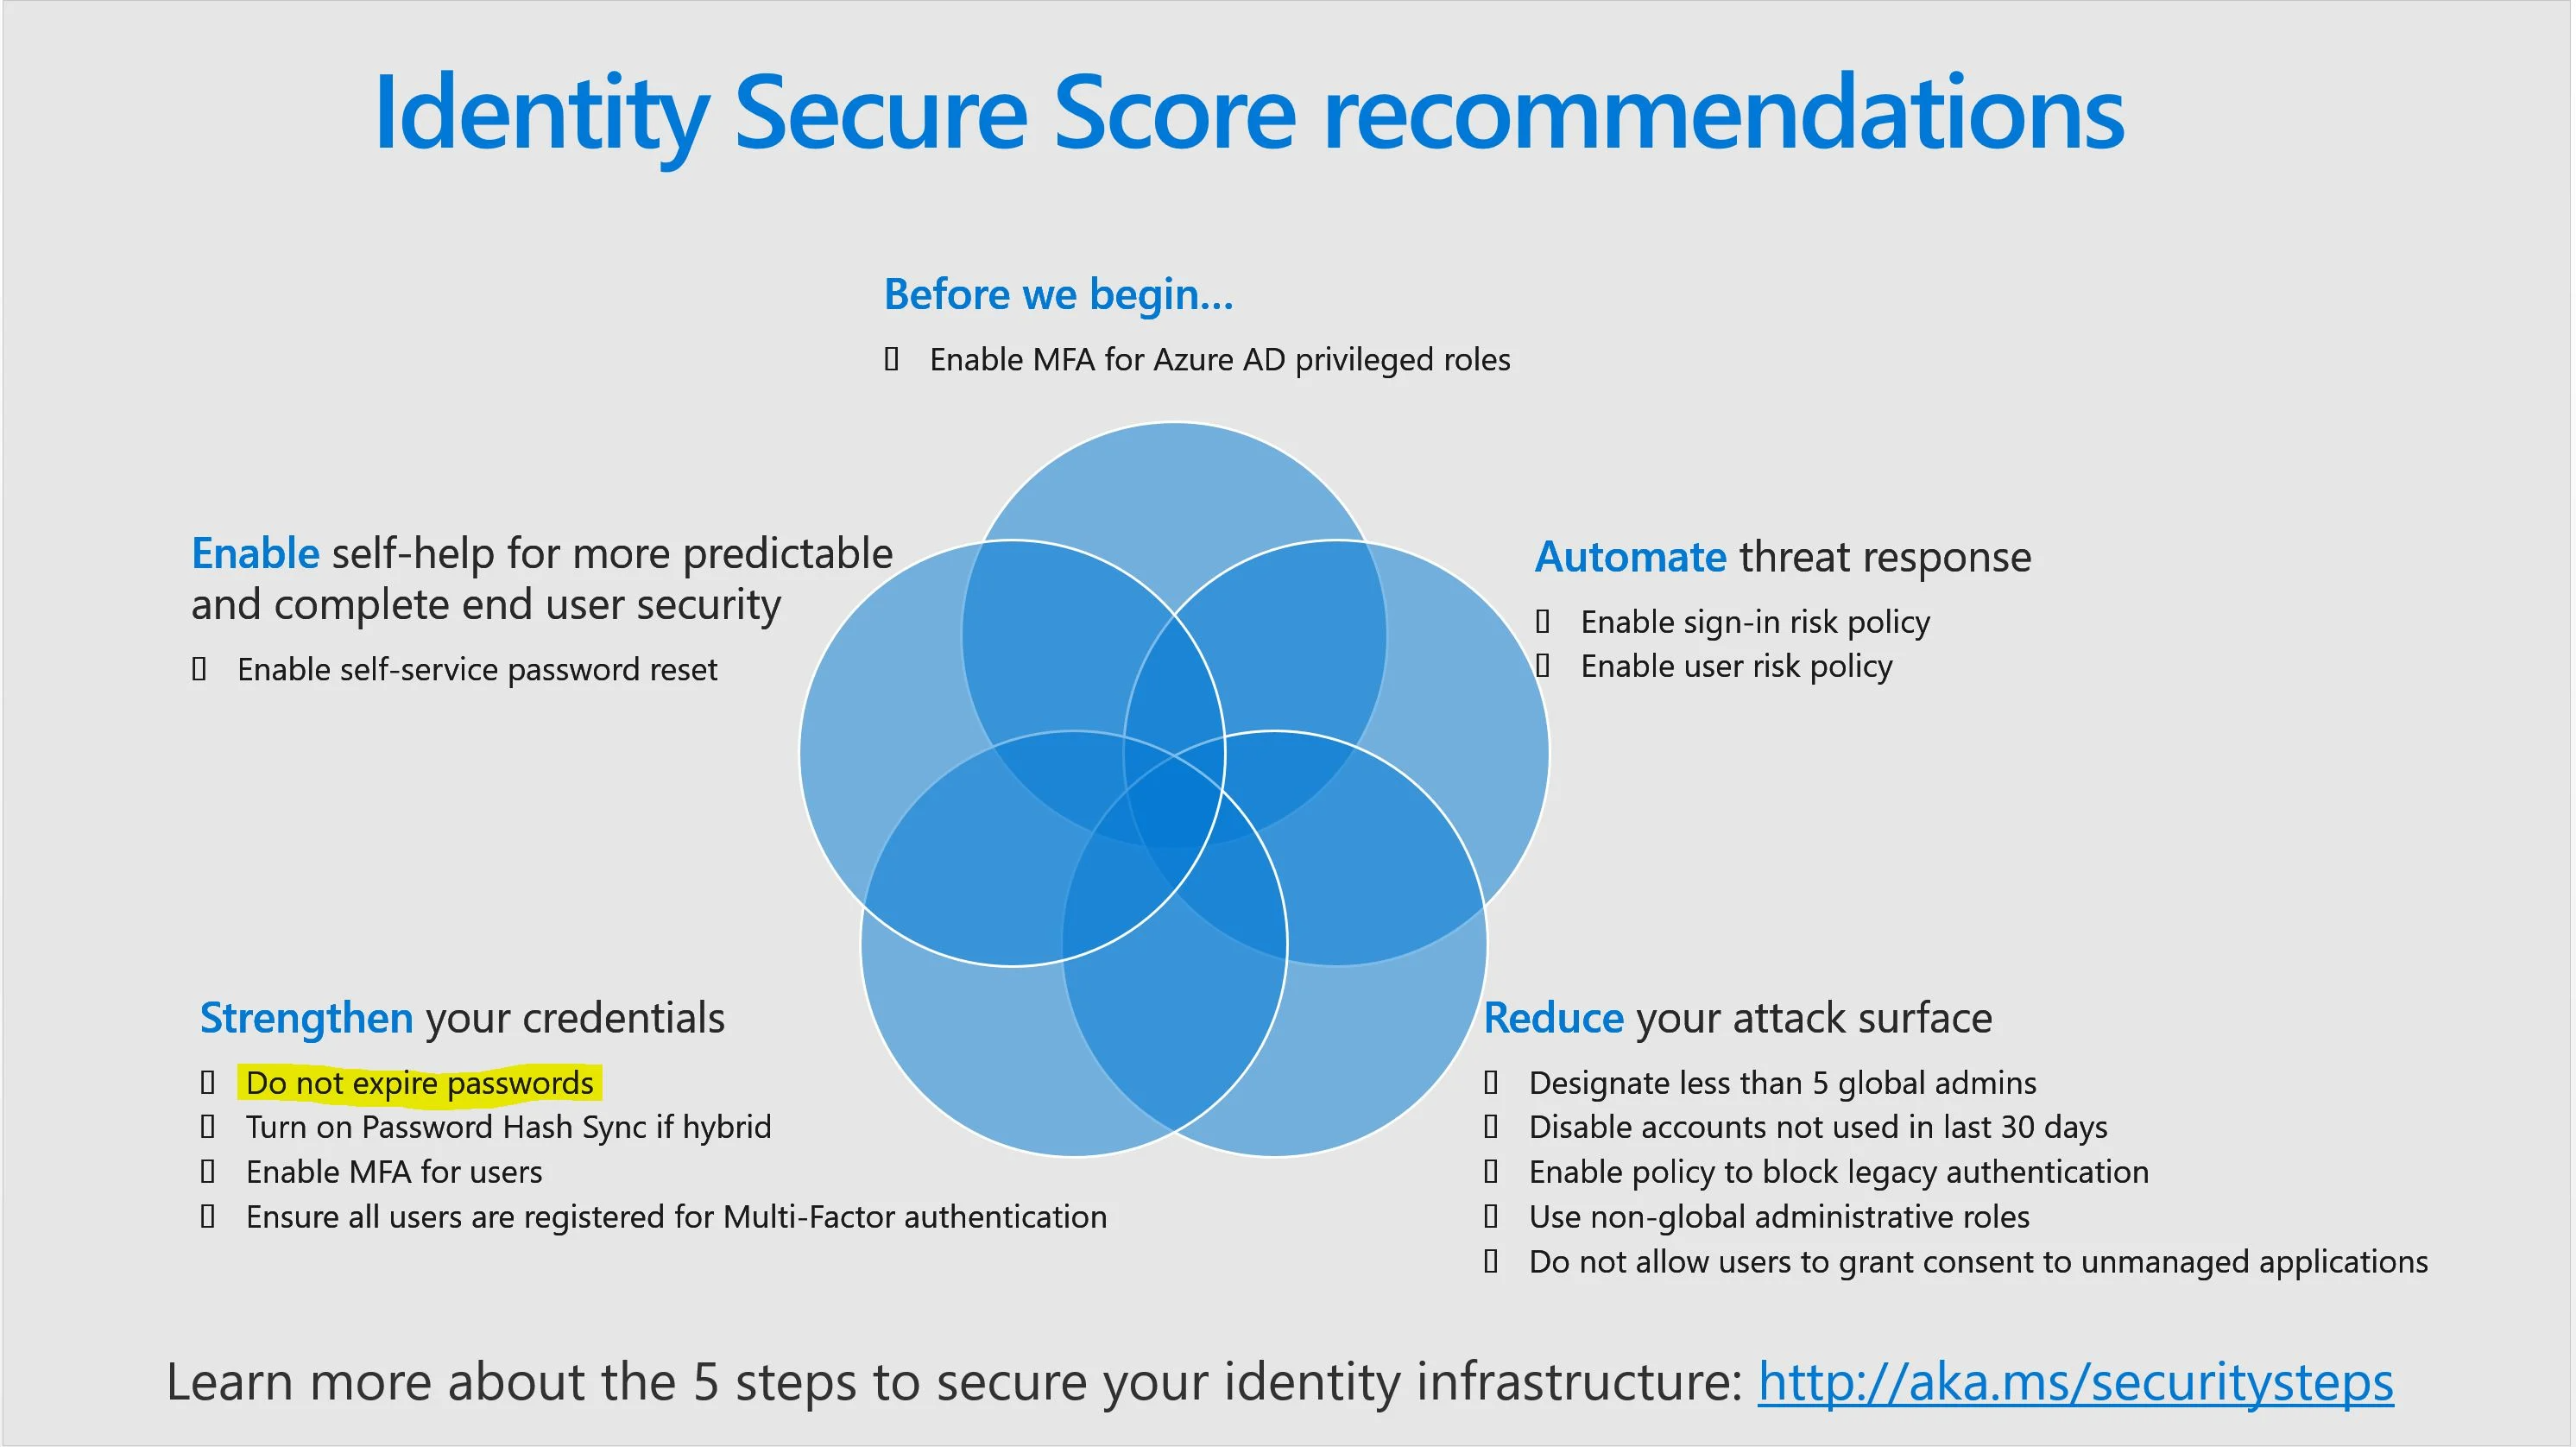 Identity Secure Score recommendations
Before we begin...
Enable MFA for Azure AD privileged roles
Enable self-help for more predictable
and complete end user security
Enable self-service password reset
Automate threat response
Enable sign-in risk policy
Enable user risk policy
Strengthen your credentials
Do not expire passwords
Turn on Password Hash Sync if hybrid
Enable MFA for users
Ensure all users are registered for Multi-Factor authentication
Reduce your attack surface
Designate less than 5 global admins
Disable accounts not used in last 30 days
Enable policy to block legacy authentication
Use non-global administrative roles
Do not allow users to grant consent to unmanaged applications
Learn more about the 5 steps to secure your identity infrastructure: http://aka.ms/securitysteps